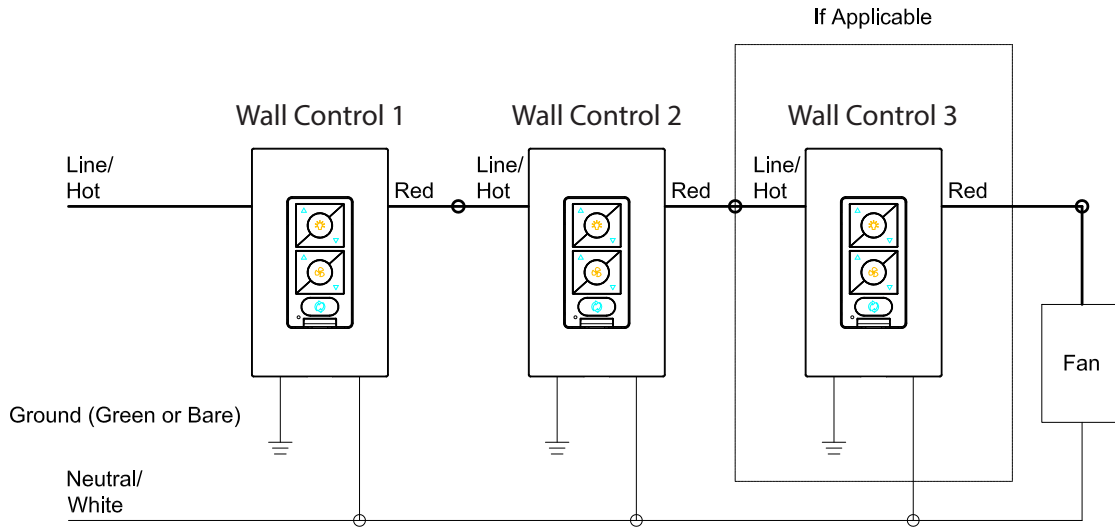 If Applicable
Wall Control 1
Wall Control 2
Wall Control 3
Line/
Hot
Red
Line/
Hot
Red
Line/
Hot
Red
Fan
Ground (Green or Bare)
Neutral/
White